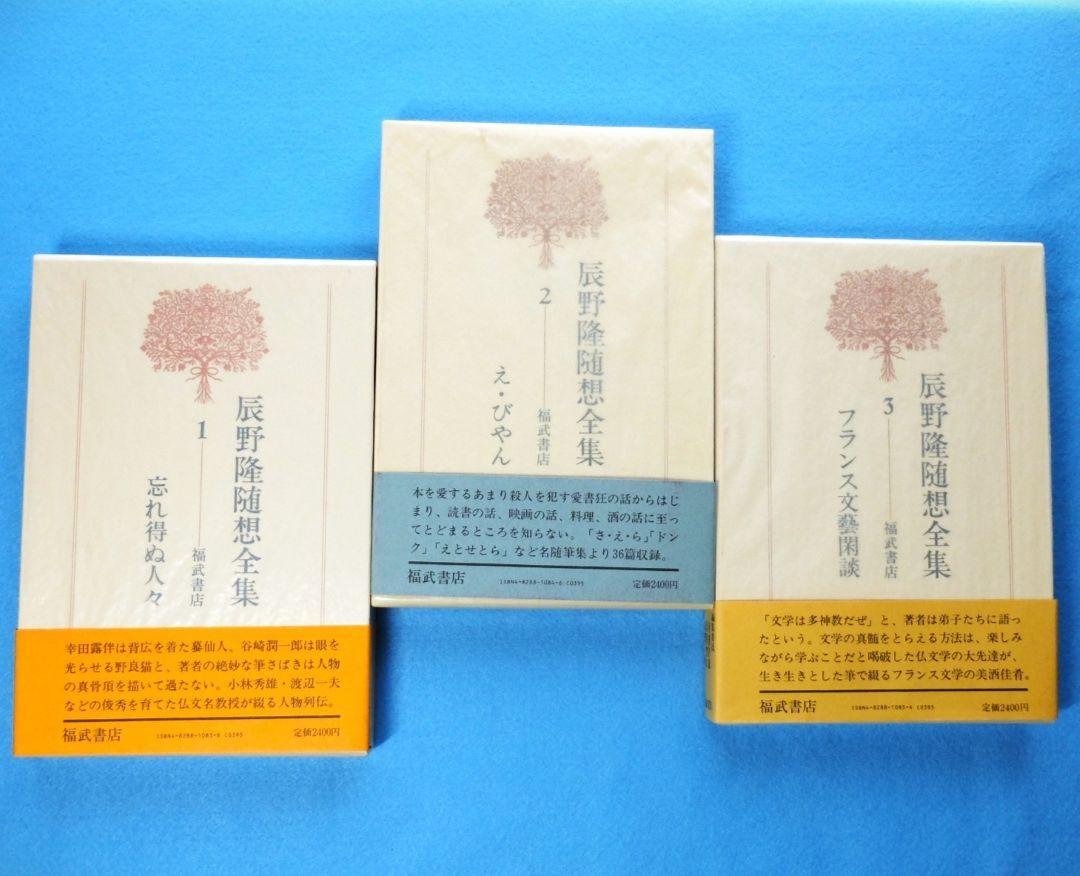 辰野隆随想全集
1
福武書店
忘れ得ぬ人々
幸田露伴は背広を着た蟇仙人、谷崎潤一郎は眼を
光らせる野良猫と、著者の絶妙な筆さばきは人物
の真骨頂を描いて過たない。小林秀雄・渡辺一夫
などの俊秀を育てた仏文名教授が綴る人物列伝。
福武書店
ISBN4-8288-1083-8 C0395
定価2400円
辰野隆随想全集
2
福武書店
え・びやん
本を愛するあまり殺人を犯す愛書狂の話からはじ
まり、読書の話、映画の話、料理、酒の話に至っ
てとどまるところを知らない。「さ・え・ら」「ドン
ク」「えとせとら」など名随筆集より36篇収録。
福武書店
ISBN4-8288-1084-6 C0395
定価2400円
辰野隆随想全集
3
福武書店
フランス文藝閑談
「文学は多神教だぜ」と、著者は弟子たちに語っ
たという。文学の真髄をとらえる方法は、楽しみ
ながら学ぶことだと喝破した仏文学の大先達が、
生き生きとした筆で綴るフランス文学の美酒佳肴。
福武書店
ISBN4-8288-1085-4 C0395
定価2400円